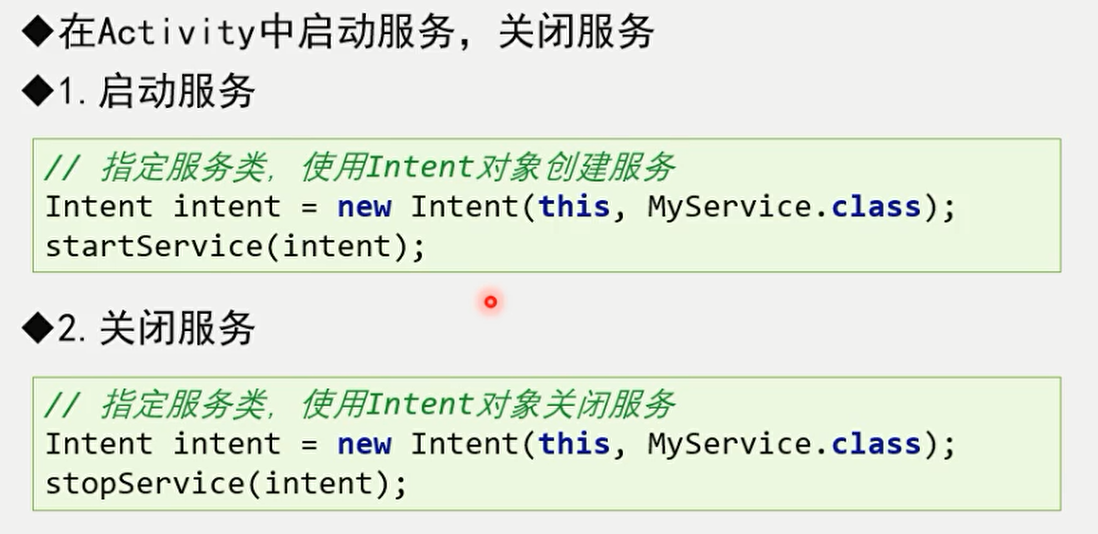 ◆在Activity中启动服务，关闭服务
◆1.启动服务
// 指定服务类, 使用Intent对象创建服务
Intent intent = new Intent(this, MyService.class);
startService(intent);
◆2.关闭服务
// 指定服务类, 使用Intent对象关闭服务
Intent intent = new Intent(this, MyService.class);
stopService(intent);